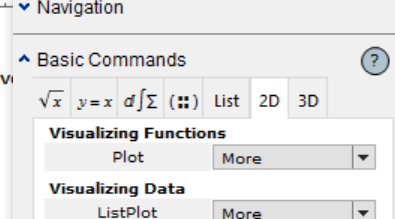 Navigation
Basic Commands
?
√x y=x d∫Σ (::) List 2D 3D
Visualizing Functions
Plot More
Visualizing Data
ListPlot More